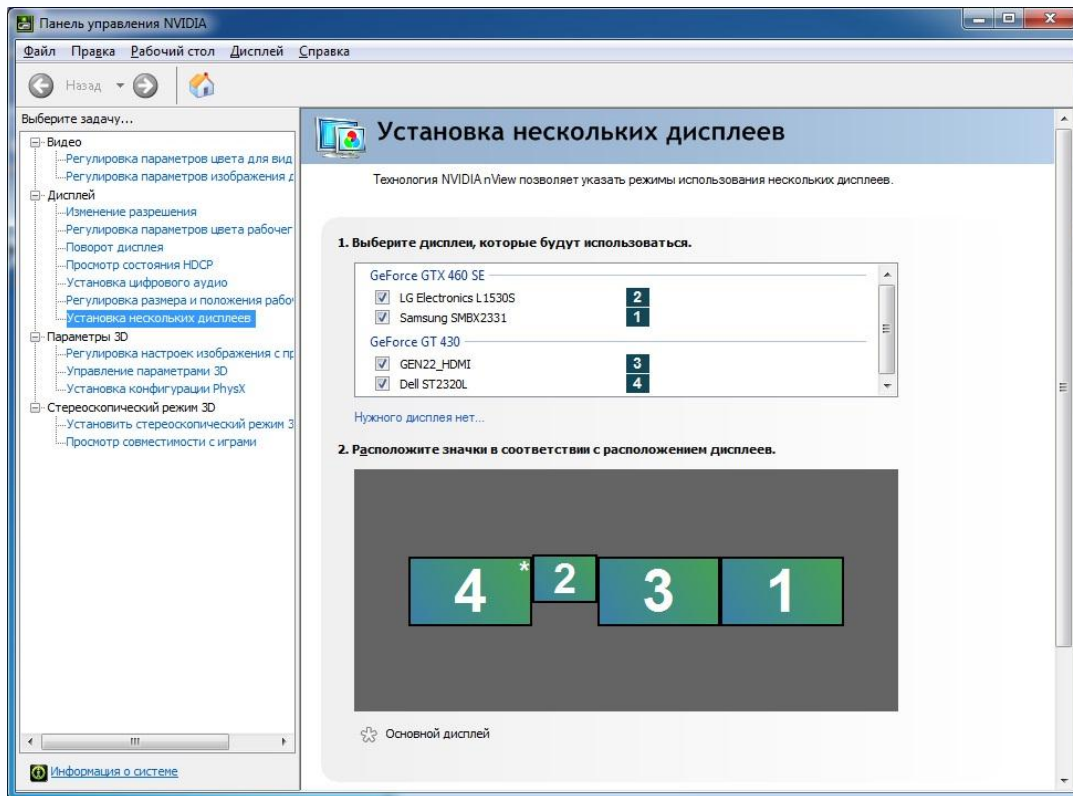 Панель управления NVIDIA
Файл Правка Рабочий стол Дисплей Справка
Назад
Выберите задачу...
Видео
Регулировка параметров цвета для вид
Регулировка параметров изображения д
Дисплей
Изменение разрешения
Регулировка параметров цвета рабочег
Поворот дисплея
Просмотр состояния HDCP
Установка цифрового аудио
Регулировка размера и положения рабоч
Установка нескольких дисплеев
Параметры 3D
Регулировка настроек изображения с пр
Управление параметрами 3D
Установка конфигурации PhysX
Стереоскопический режим 3D
Установить стереоскопический режим 3
Просмотр совместимости с играми
Информация о системе
Установка нескольких дисплеев
Технология NVIDIA nView позволяет указать режимы использования нескольких дисплеев.
1. Выберите дисплеи, которые будут использоваться.
GeForce GTX 460 SE
LG Electronics L1530S 2
Samsung SMBX2331 1
GeForce GT 430
GEN22_HDMI 3
Dell ST2320L 4
Нужного дисплея нет...
2. Расположите значки в соответствии с расположением дисплеев.
4 * 2 3 1
Основной дисплей